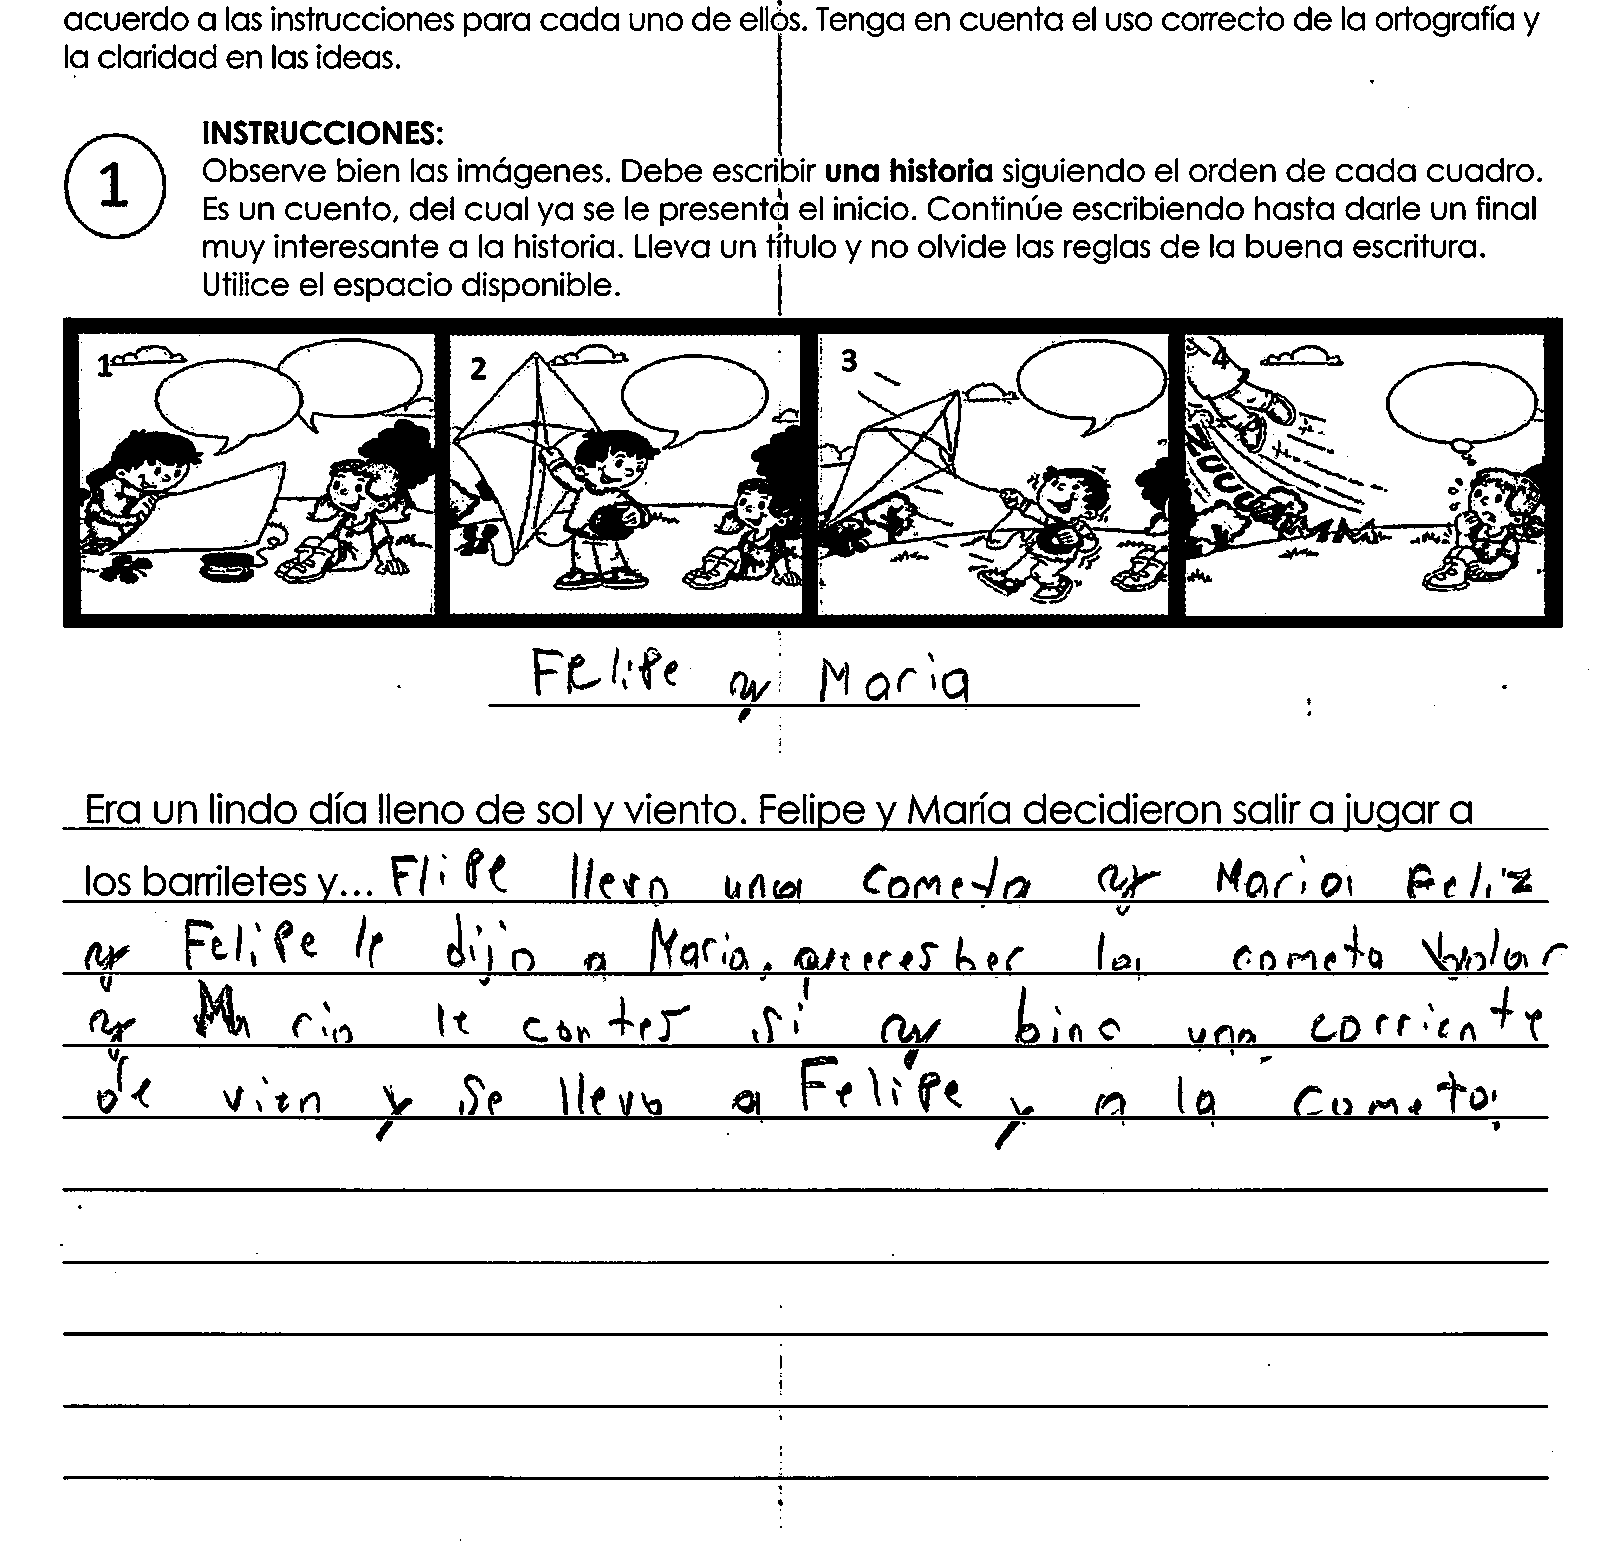 acuerdo a las instrucciones para cada uno de ellos. Tenga en cuenta el uso correcto de la ortografía y
la claridad en las ideas.
1
INSTRUCCIONES:
Observe bien las imágenes. Debe escribir una historia siguiendo el orden de cada cuadro.
Es un cuento, del cual ya se le presenta el inicio. Continúe escribiendo hasta darle un final
muy interesante a la historia. Lleva un título y no olvide las reglas de la buena escritura.
Utilice el espacio disponible.
1 2 3 4
ZUUUUU
Felipe y Maria
Era un lindo día lleno de sol y viento. Felipe y María decidieron salir a jugar a
los barriletes y... Flipe llevo una cometa y Maria Feliz
y Felipe le dijo a Maria, queres ber la cometa volar
y Maria le contes si y bino una corriente
de vien y se llevo a Felipe y a la cometa.